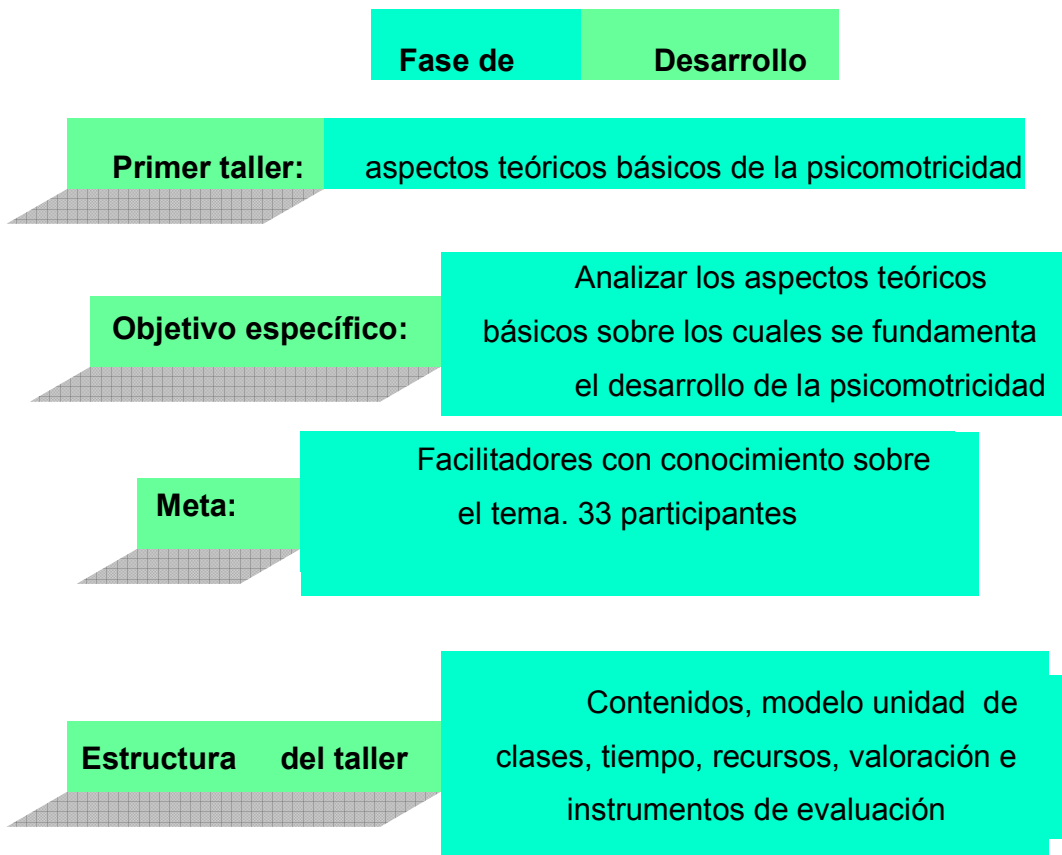 Fase de Desarrollo
Primer taller: aspectos teóricos básicos de la psicomotricidad
Objetivo específico:
Analizar los aspectos teóricos
básicos sobre los cuales se fundamenta
el desarrollo de la psicomotricidad
Meta:
Facilitadores con conocimiento sobre
el tema. 33 participantes
Estructura del taller
Contenidos, modelo unidad de
clases, tiempo, recursos, valoración e
instrumentos de evaluación